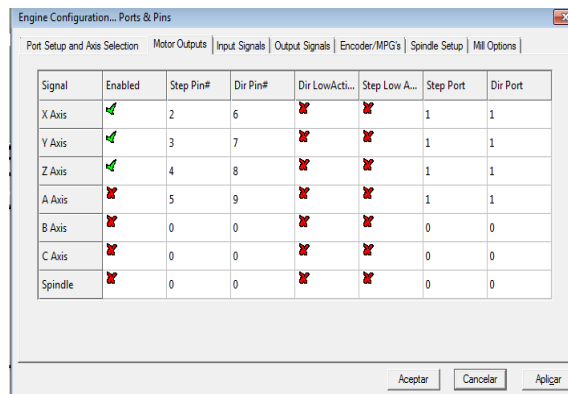 Engine Configuration... Ports & Pins
Port Setup and Axis Selection Motor Outputs Input Signals Output Signals Encoder/MPG's Spindle Setup Mill Options
Signal Enabled Step Pin# Dir Pin# Dir LowActi... Step Low A... Step Port Dir Port
X Axis 2 6 1 1
Y Axis 3 7 1 1
Z Axis 4 8 1 1
A Axis 5 9 1 1
B Axis 0 0 0 0
C Axis 0 0 0 0
Spindle 0 0 0 0
Aceptar Cancelar Aplicar